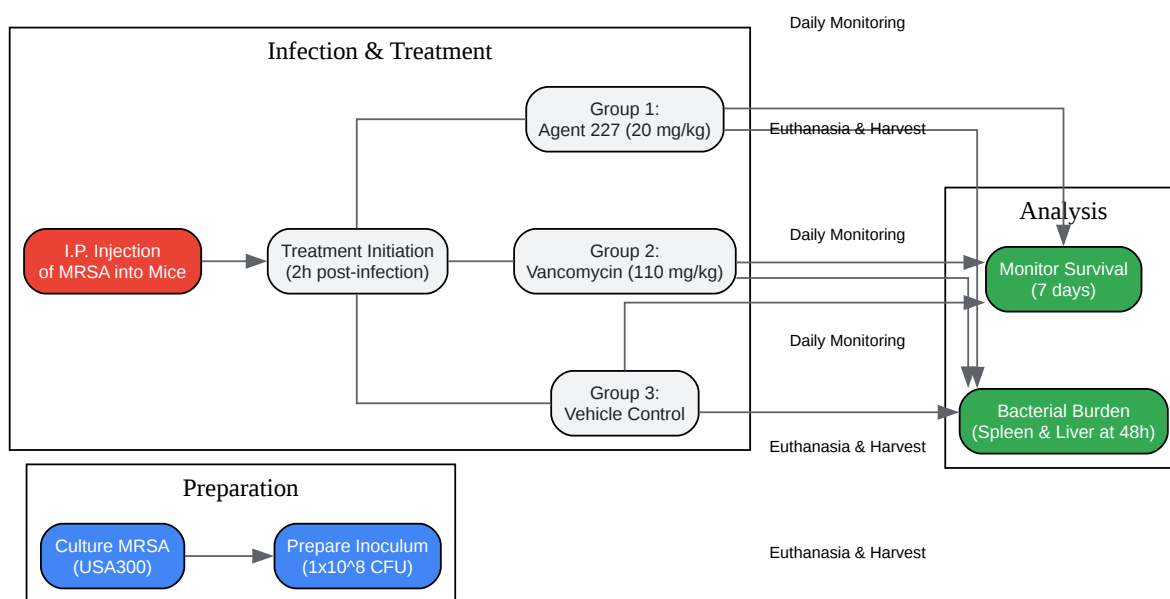 Daily Monitoring
Infection & Treatment
Group 1:
Agent 227 (20 mg/kg)
Euthanasia & Harvest
Analysis
I.P. Injection
of MRSA into Mice
Treatment Initiation
(2h post-infection)
Group 2:
Vancomycin (110 mg/kg)
Daily Monitoring
Monitor Survival
(7 days)
Daily Monitoring
Group 3:
Vehicle Control
Bacterial Burden
(Spleen & Liver at 48h)
Euthanasia & Harvest
Preparation
Culture MRSA
(USA300)
Prepare Inoculum
(1x10^8 CFU)
Euthanasia & Harvest